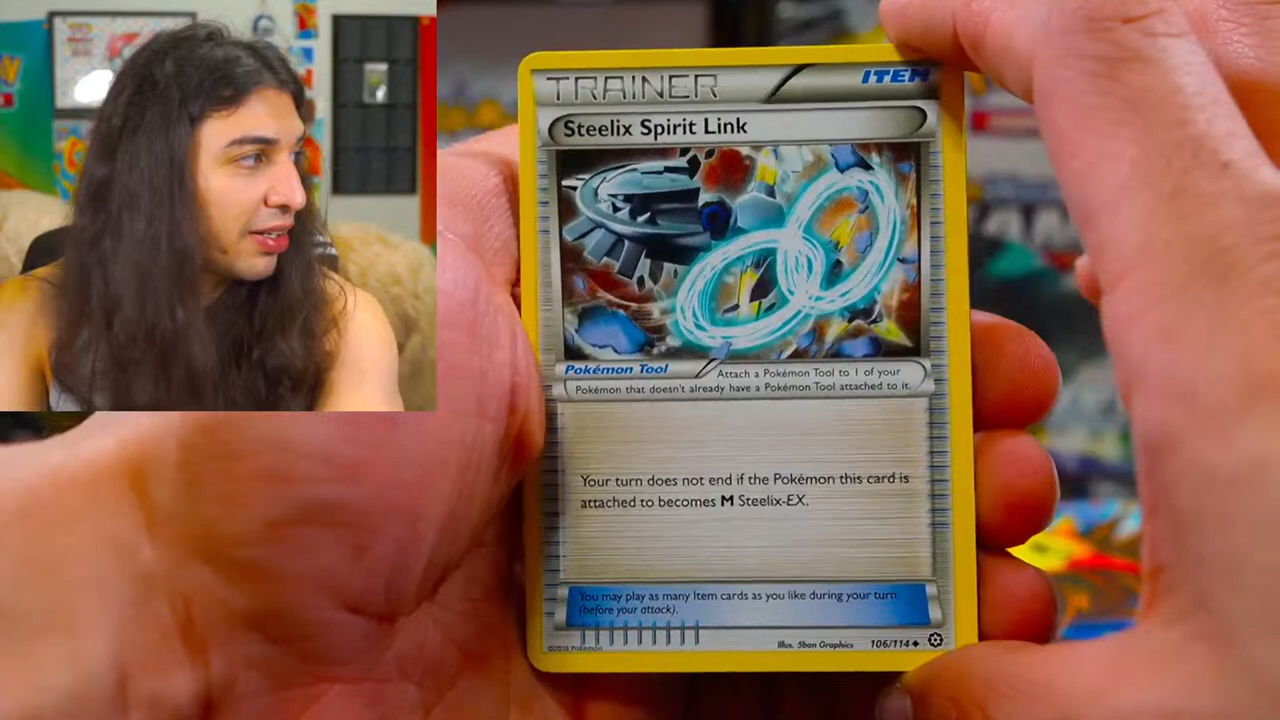 TRAINER
ITEM
Steelix Spirit Link
Pokémon Tool
Attach a Pokémon Tool to 1 of your
Pokémon that doesn't already have a Pokémon Tool attached to it.
Your turn does not end if the Pokémon this card is
attached to becomes M Steelix-EX.
You may play as many Item cards as you like during your turn
(before your attack).
©2016 Pokémon
Illus. 5ban Graphics
106/114